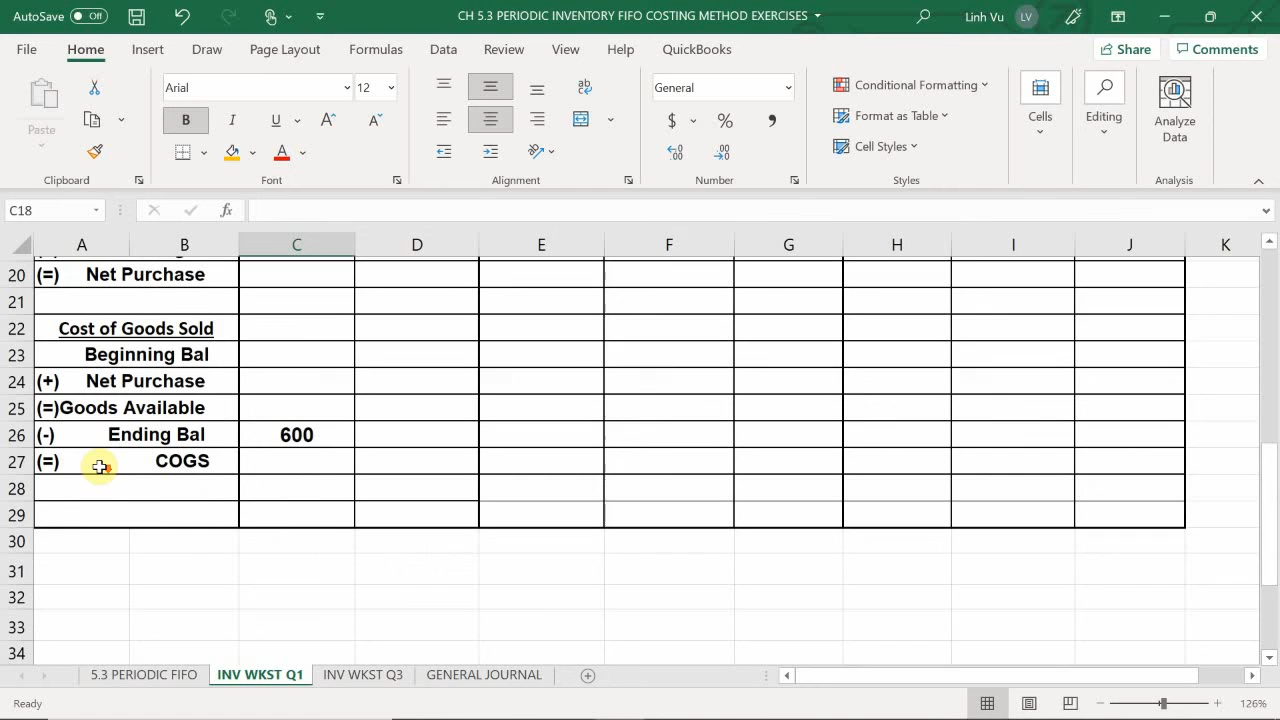 AutoSave Off CH 5.3 PERIODIC INVENTORY FIFO COSTING METHOD EXERCISES Linh Vu LV
File Home Insert Draw Page Layout Formulas Data Review View Help QuickBooks Share Comments
Paste Arial 12 General Conditional Formatting Cells Editing Analyze Data
B I U A A ab c $ % , Format as Table
Cell Styles
Clipboard Font Alignment Number Styles Analysis
C18 fx
A B C D E F G H I J K
20 (=) Net Purchase
21
22 Cost of Goods Sold
23 Beginning Bal
24 (+) Net Purchase
25 (=)Goods Available
26 (-) Ending Bal 600
27 (=) COGS
28
29
30
31
32
33
34
5.3 PERIODIC FIFO INV WKST Q1 INV WKST Q3 GENERAL JOURNAL
Ready 126%